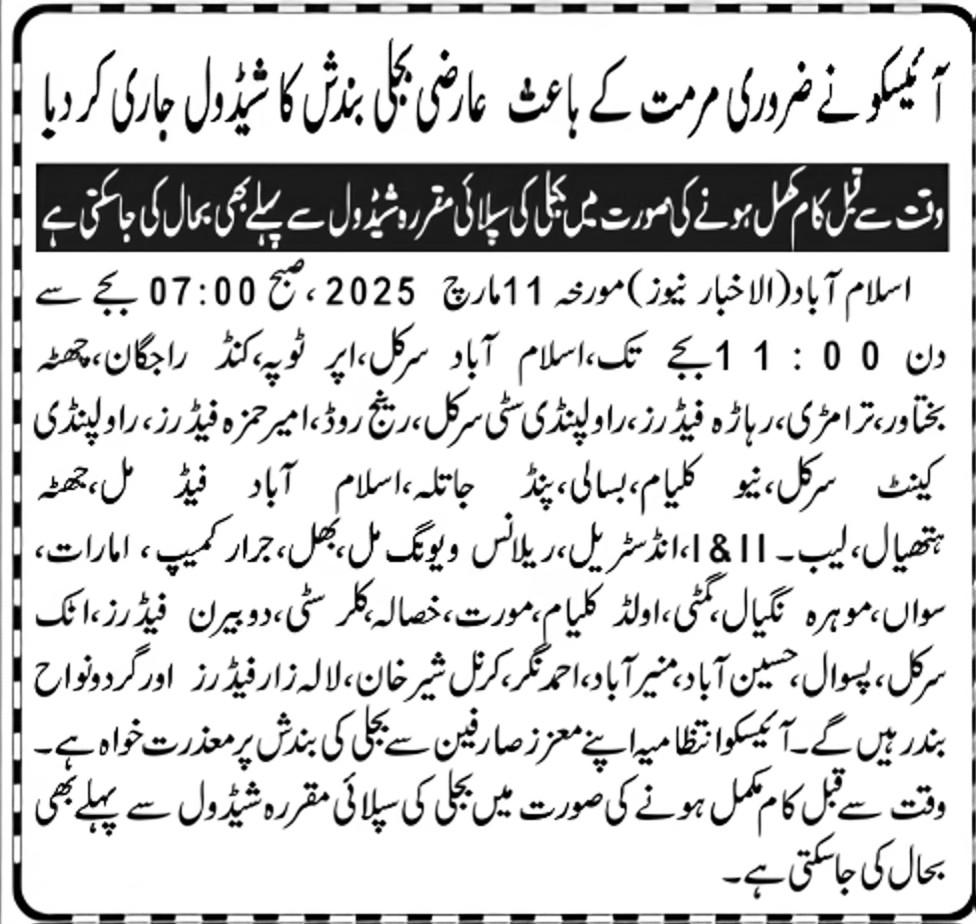 آئیسکو نے ضروری مرمت کے باعث عارضی بجلی بندش کا شیڈول جاری کر دیا
وقت سے قبل کام مکمل ہونے کی صورت میں بجلی کی سپلائی مقررہ شیڈول سے پہلے بھی بحال کی جاسکتی ہے
اسلام آباد(الاخبار نیوز)مورخہ 11مارچ 2025 ،صبح 07:00 بجے سے
دن 11:00بجے تک،اسلام آباد سرکل،اپر ٹوپہ،کنڈ راجگان،چھٹہ
بختاور،ترامڑی،رہاڑہ فیڈرز،راولپنڈی سٹی سرکل،رینج روڈ،امیر حمزہ فیڈرز،راولپنڈی
کینٹ سرکل،نیو کلیام،بسالی،پنڈ جاتلہ،اسلام آباد فیڈ مل،چھٹہ
ہتھیال،لیب۔I&II،انڈسٹریل،ریلائنس ویونگ مل،بھل،جرار کمیپ، امارات،
سواں،موہرہ نگیال،گمٹی،اولڈ کلیام،مورت،خصالہ،کلر سٹی،دوبیرن فیڈرز،اٹک
سرکل،پسوال،حسین آباد،منیر آباد،احمد نگر،کرنل شیر خان،لالہ زار فیڈرز اور گردونواح
بند رہیں گے۔آئیسکو انتظامیہ اپنے معزز صارفین سے بجلی کی بندش پر معذرت خواہ ہے۔
وقت سے قبل کام مکمل ہونے کی صورت میں بجلی کی سپلائی مقررہ شیڈول سے پہلے بھی
بحال کی جاسکتی ہے۔